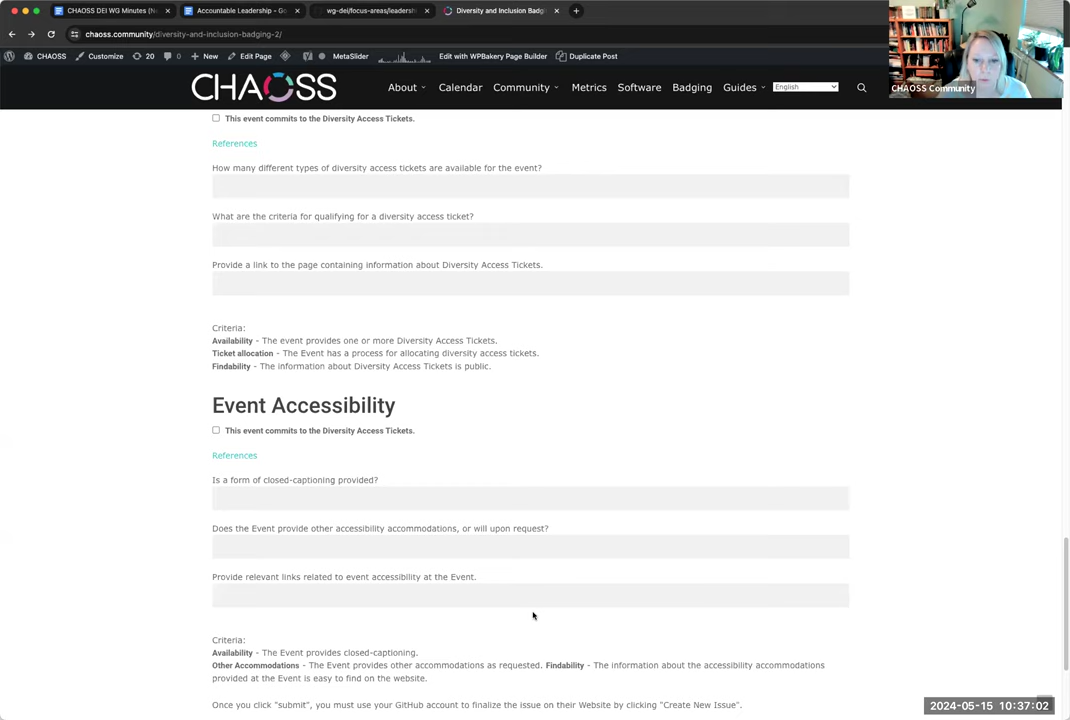 CHAOSS DEI WG Minutes (N
Accountable Leadership - Go
wg-dei/focus-areas/leadershi
Diversity and Inclusion Badg
chaoss.community/diversity-and-inclusion-badging-2/
CHAOSS Customize 20 0 New Edit Page MetaSlider Edit with WPBakery Page Builder Duplicate Post
CHAOSS About Calendar Community Metrics Software Badging Guides English
CHAOSS Community
This event commits to the Diversity Access Tickets.
References
How many different types of diversity access tickets are available for the event?
What are the criteria for qualifying for a diversity access ticket?
Provide a link to the page containing information about Diversity Access Tickets.
Criteria:
Availability - The event provides one or more Diversity Access Tickets.
Ticket allocation - The Event has a process for allocating diversity access tickets.
Findability - The information about Diversity Access Tickets is public.
Event Accessibility
This event commits to the Diversity Access Tickets.
References
Is a form of closed-captioning provided?
Does the Event provide other accessibility accommodations, or will upon request?
Provide relevant links related to event accessibility at the Event.
Criteria:
Availability - The Event provides closed-captioning.
Other Accommodations - The Event provides other accommodations as requested. Findability - The information about the accessibility accommodations
provided at the Event is easy to find on the website.
Once you click "submit", you must use your GitHub account to finalize the issue on their Website by clicking "Create New Issue".
2024-05-15 10:37:02